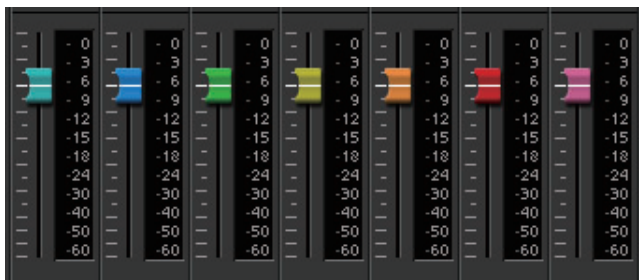 - 0 - 0 - 0 - 0 - 0 - 0 - 0
- 3 - 3 - 3 - 3 - 3 - 3 - 3
- 6 - 6 - 6 - 6 - 6 - 6 - 6
- 9 - 9 - 9 - 9 - 9 - 9 - 9
-12 -12 -12 -12 -12 -12 -12
-15 -15 -15 -15 -15 -15 -15
-18 -18 -18 -18 -18 -18 -18
-24 -24 -24 -24 -24 -24 -24
-30 -30 -30 -30 -30 -30 -30
-40 -40 -40 -40 -40 -40 -40
-50 -50 -50 -50 -50 -50 -50
-60 -60 -60 -60 -60 -60 -60